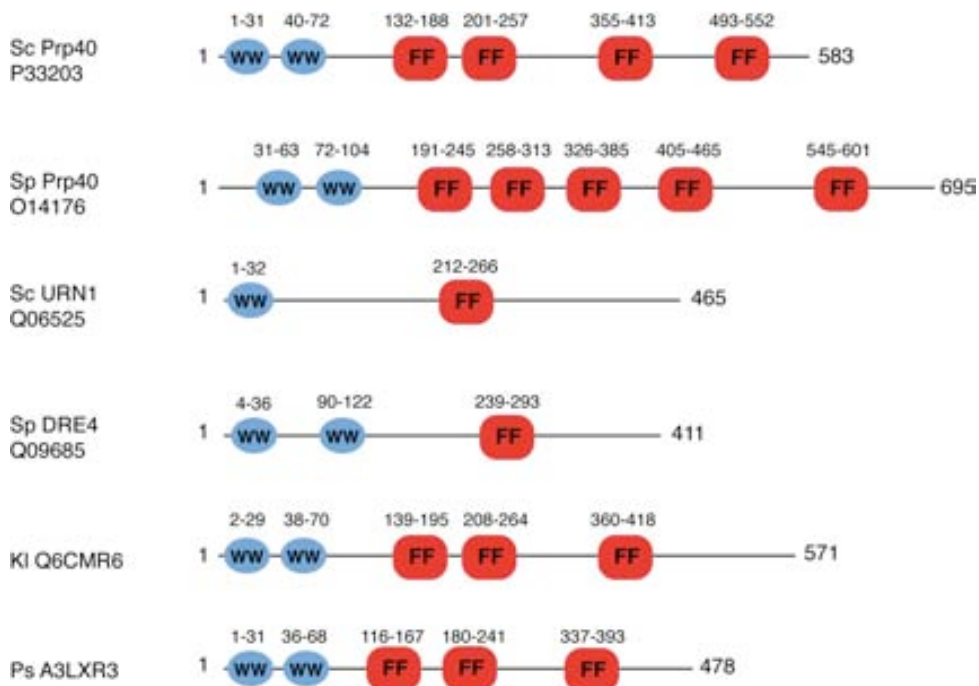 1-31 40-72 132-188 201-257 355-413 493-552
Sc Prp40 1 WW WW FF FF FF FF 583
P33203
31-63 72-104 191-245 258-313 326-385 405-465 545-601
Sp Prp40 1 WW WW FF FF FF FF FF 695
O14176
1-32 212-266
Sc URN1 1 WW FF 465
Q06525
4-36 90-122 239-293
Sp DRE4 1 WW WW FF 411
Q09685
2-29 38-70 139-195 208-264 360-418
Kl Q6CMR6 1 WW WW FF FF FF 571
1-31 36-68 116-167 180-241 337-393
Ps A3LXR3 1 WW WW FF FF FF 478